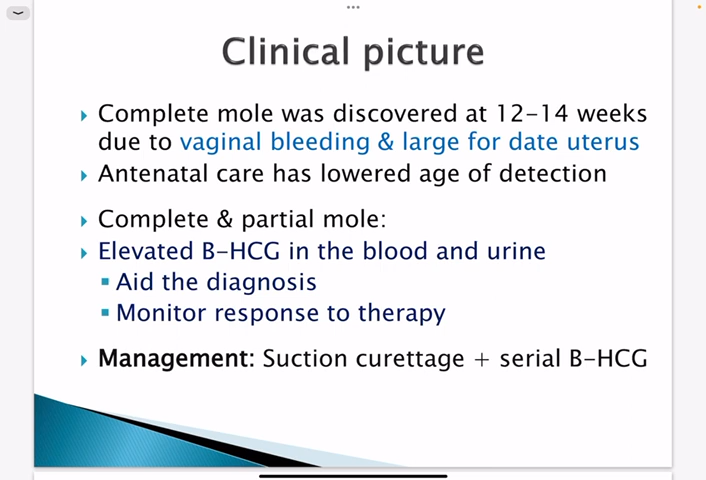 Clinical picture
Complete mole was discovered at 12-14 weeks
due to vaginal bleeding & large for date uterus
Antenatal care has lowered age of detection
Complete & partial mole:
Elevated B-HCG in the blood and urine
Aid the diagnosis
Monitor response to therapy
Management: Suction curettage + serial B-HCG